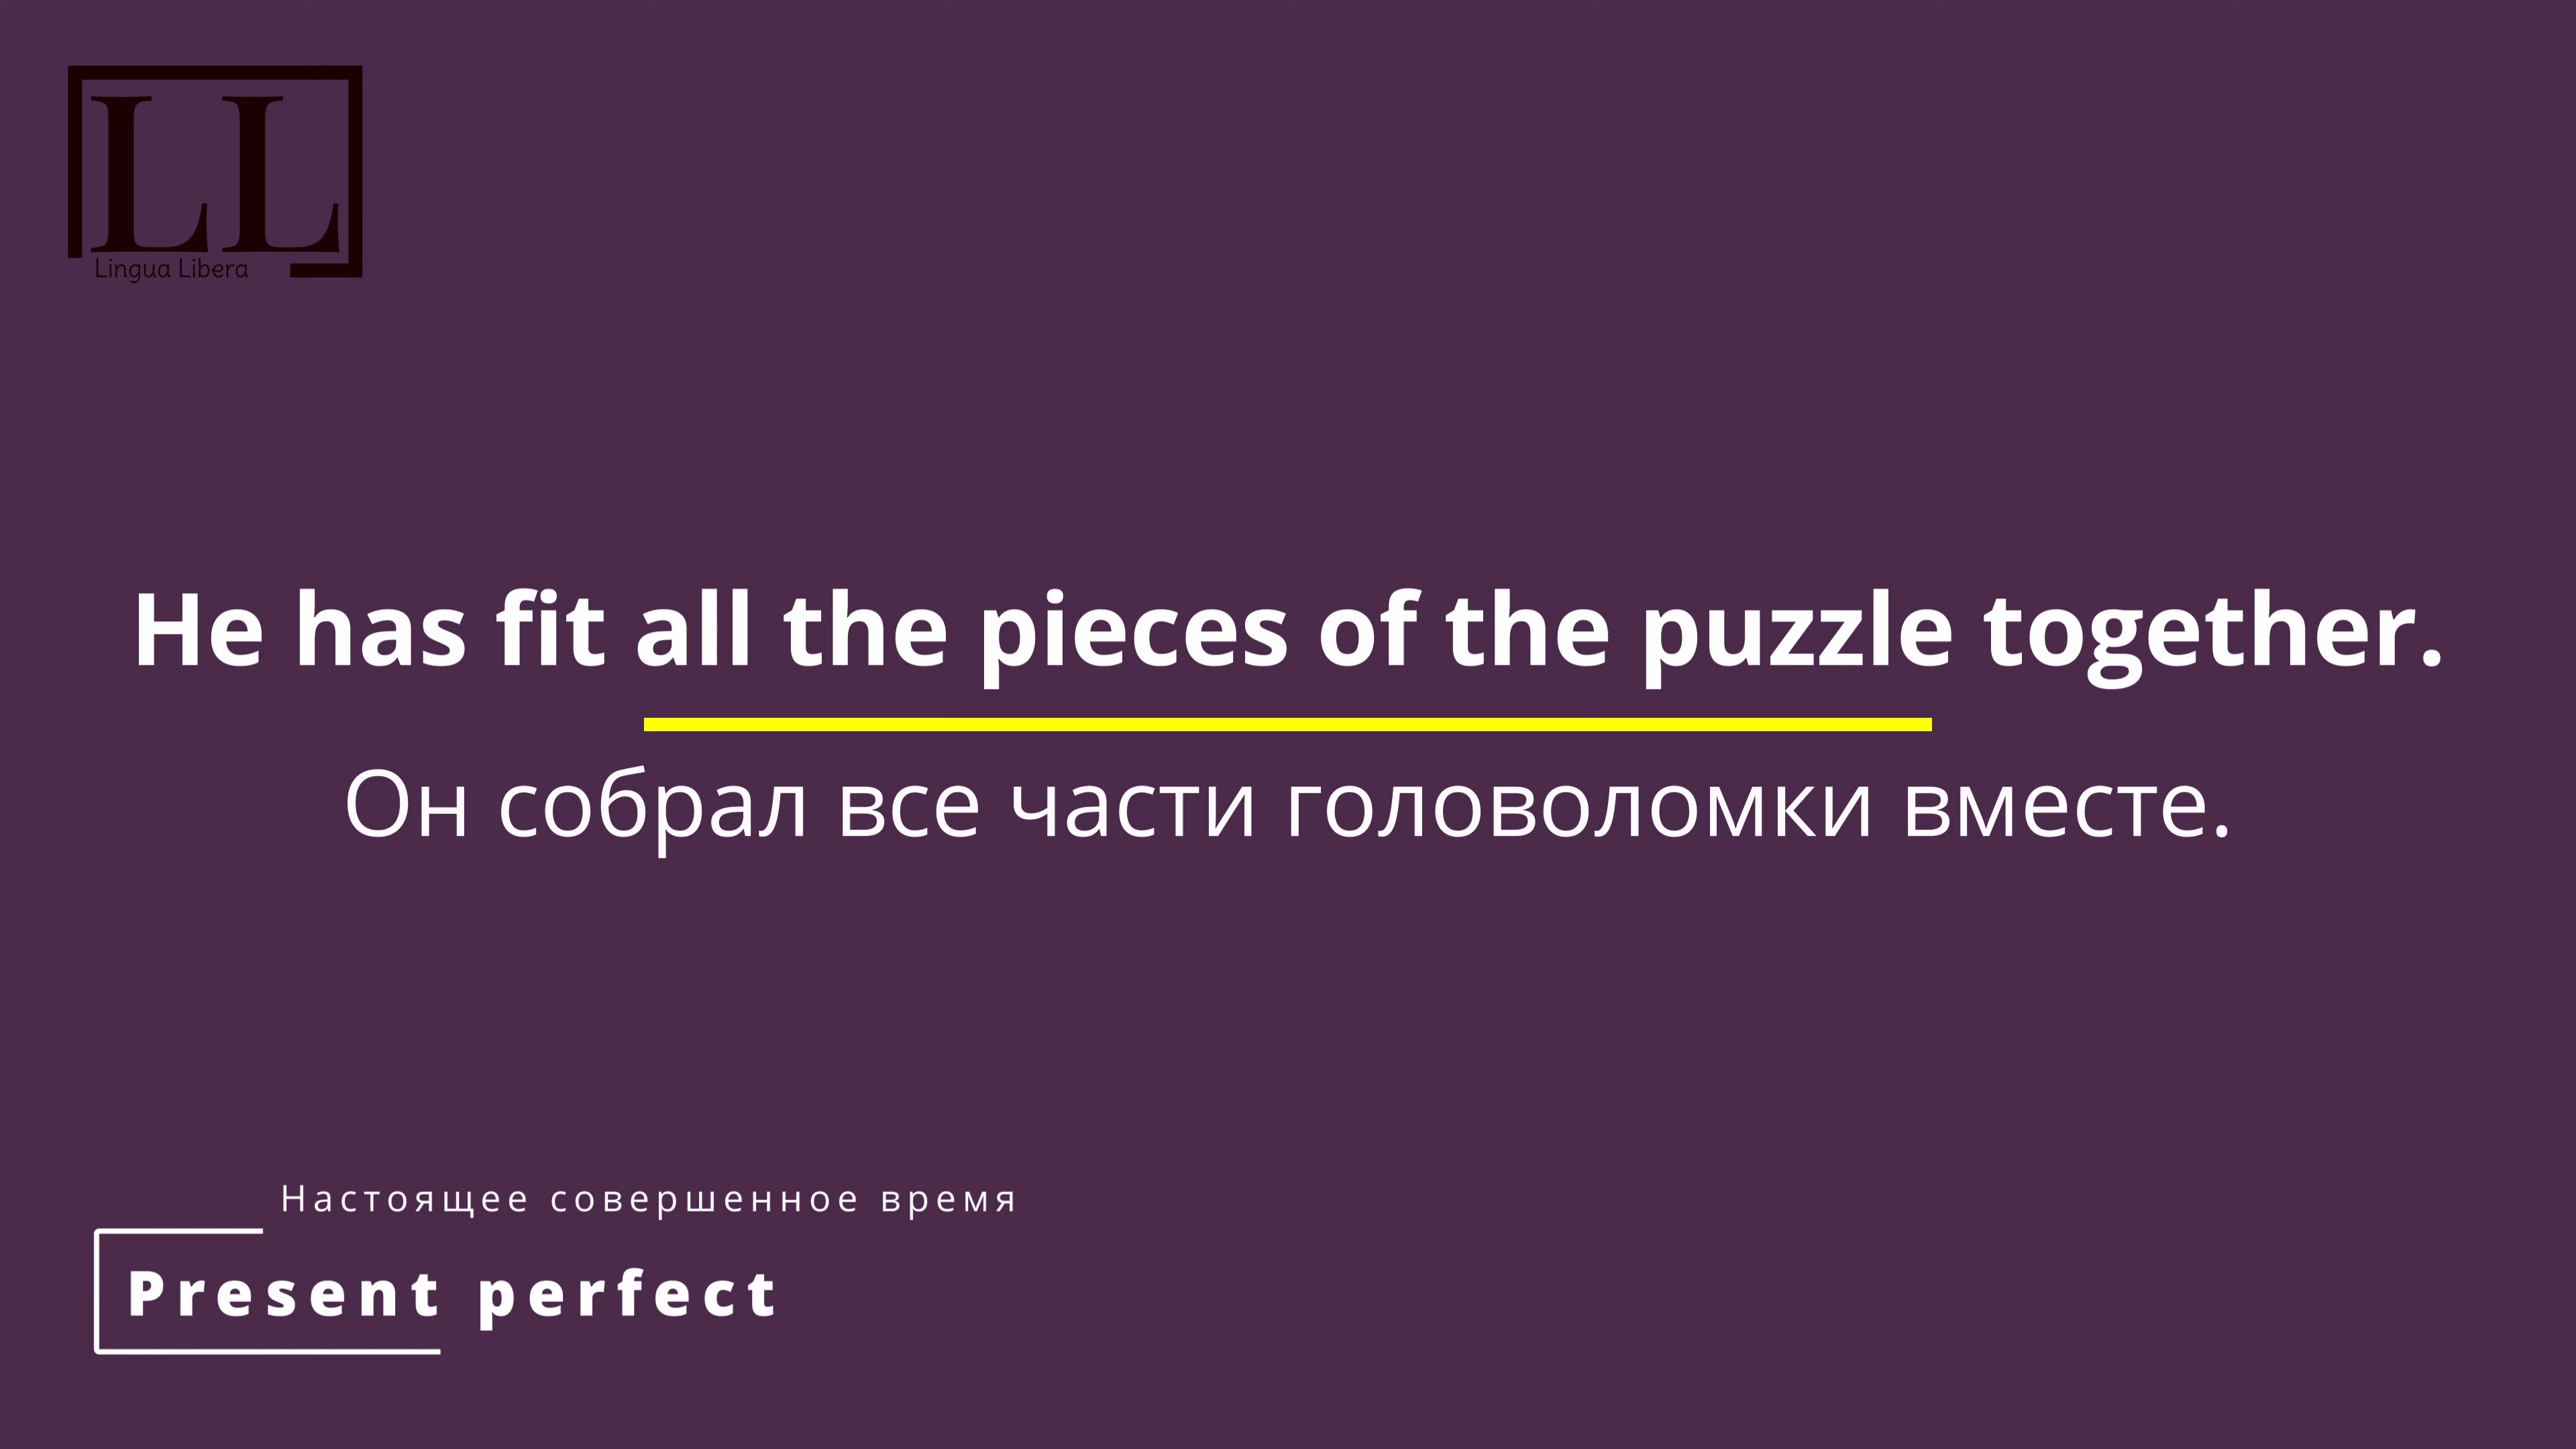 LL
Lingua Libera
He has fit all the pieces of the puzzle together.
Он собрал все части головоломки вместе.
Настоящее совершенное время
Present perfect